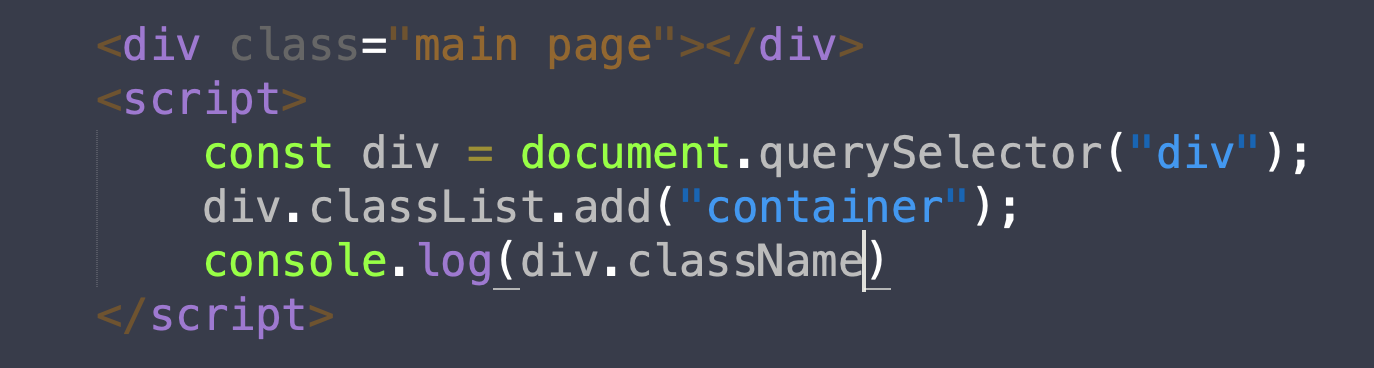 <div class="main page"></div>
<script>
const div = document.querySelector("div");
div.classList.add("container");
console.log(div.className)
</script>